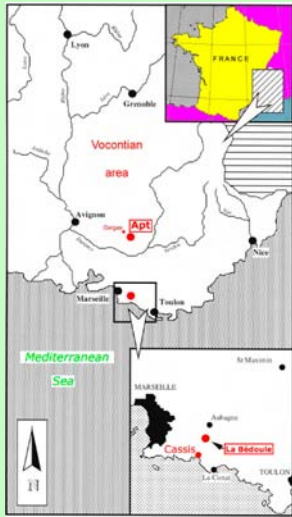 FRANCE
Lyon
Grenoble
Vocontian
area
Avignon
Gargas
Apt
Nice
Marseille
Toulon
Mediterranean
Sea
St Maximin
MARSEILLE
Aubagne
La Bédoule
Cassis
La Ciotat
TOULON
N